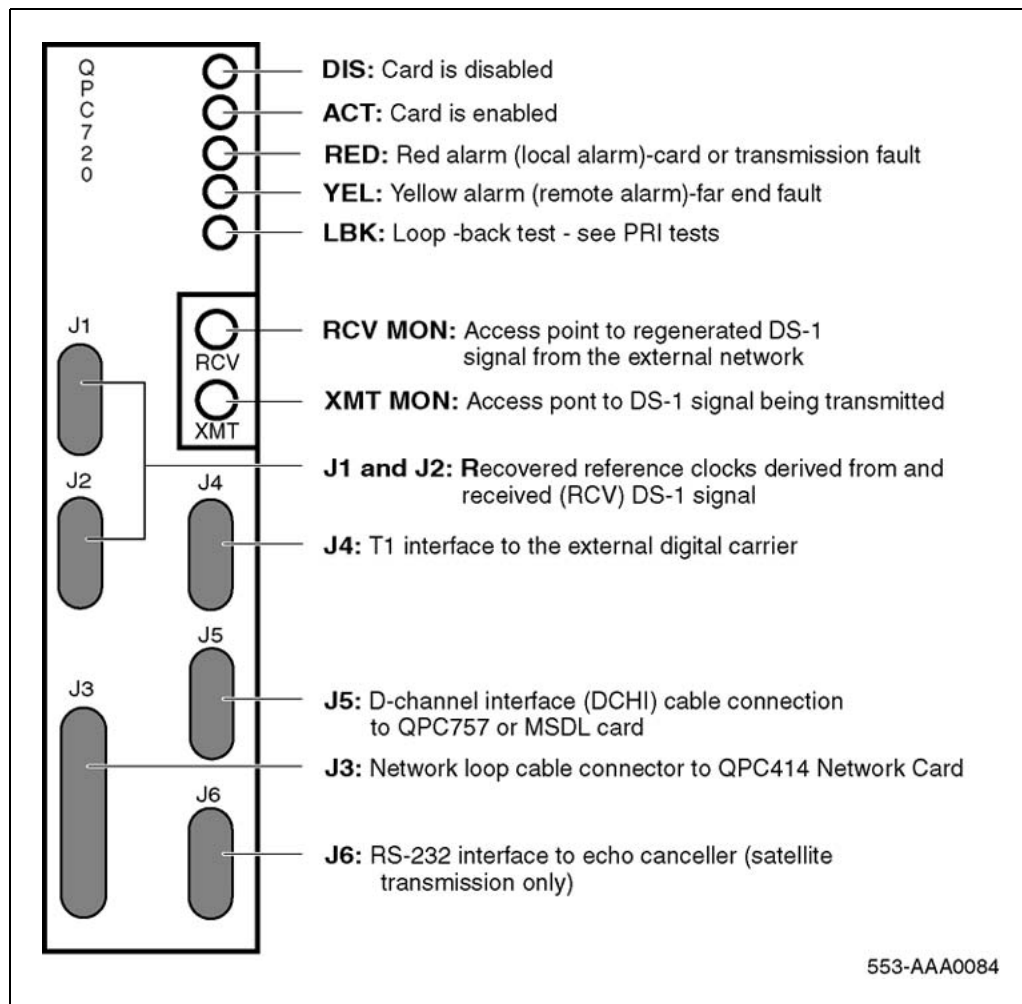 QPC720
DIS: Card is disabled
ACT: Card is enabled
RED: Red alarm (local alarm)-card or transmission fault
YEL: Yellow alarm (remote alarm)-far end fault
LBK: Loop -back test - see PRI tests
J1
RCV
RCV MON: Access point to regenerated DS-1
signal from the external network
XMT
XMT MON: Access pont to DS-1 signal being transmitted
J2
J4
J1 and J2: Recovered reference clocks derived from and
received (RCV) DS-1 signal
J4: T1 interface to the external digital carrier
J5
J3
J5: D-channel interface (DCHI) cable connection
to QPC757 or MSDL card
J3: Network loop cable connector to QPC414 Network Card
J6
J6: RS-232 interface to echo canceller (satellite
transmission only)
553-AAA0084